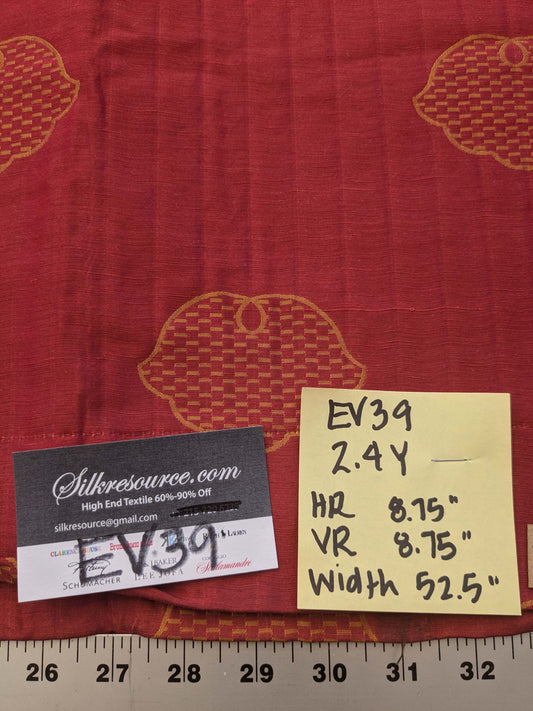 Silkresource.com
High End Textile 60%-90% Off
silkresource@gmail.com
EV39
SCHUMACHER
LEE JOFA
Scalamandre
EV39
2.4Y
HR 8.75"
VR 8.75"
Width 52.5"
26 27 28 29 30 31 32